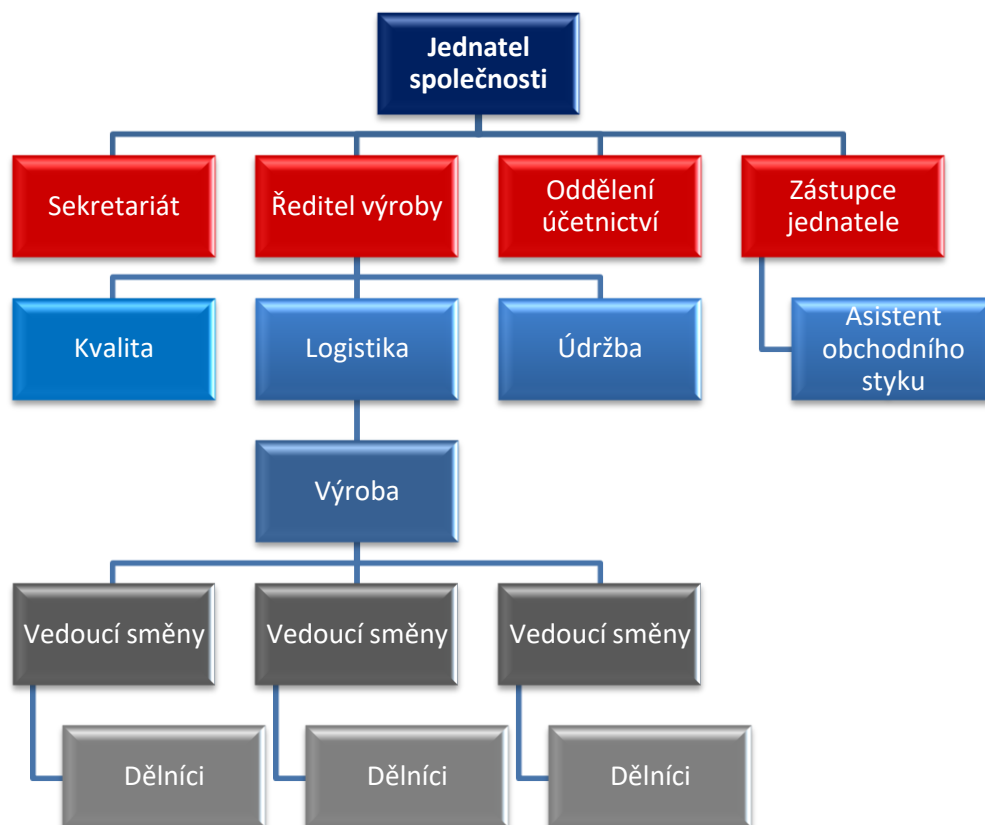 Jednatel
společnosti
Sekretariát
Ředitel výroby
Oddělení
účetnictví
Zástupce
jednatele
Kvalita
Logistika
Údržba
Asistent
obchodního
styku
Výroba
Vedoucí směny
Vedoucí směny
Vedoucí směny
Dělníci
Dělníci
Dělníci